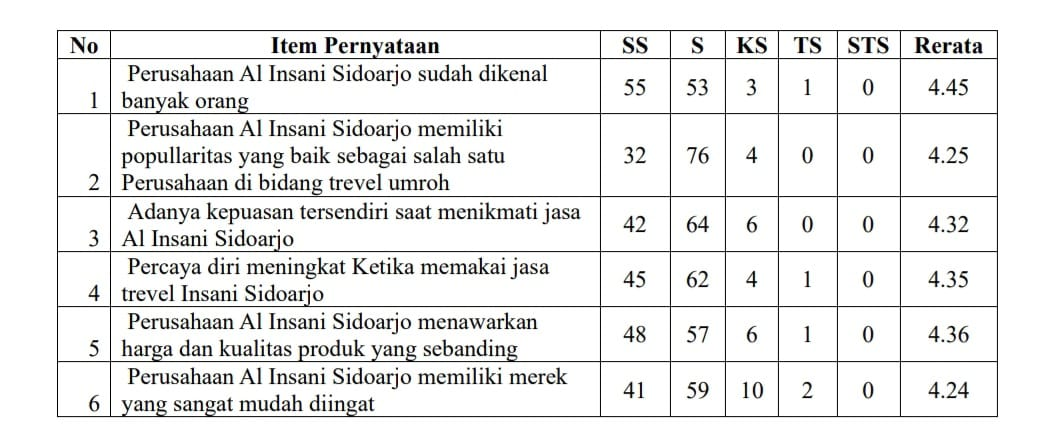 No Item Pernyataan SS S KS TS STS Rerata
Perusahaan Al Insani Sidoarjo sudah dikenal
1 banyak orang 55 53 3 1 0 4.45
Perusahaan Al Insani Sidoarjo memiliki
popullaritas yang baik sebagai salah satu 32 76 4 0 0 4.25
2 Perusahaan di bidang trevel umroh
Adanya kepuasan tersendiri saat menikmati jasa
3 Al Insani Sidoarjo 42 64 6 0 0 4.32
Percaya diri meningkat Ketika memakai jasa
4 trevel Insani Sidoarjo 45 62 4 1 0 4.35
Perusahaan Al Insani Sidoarjo menawarkan
5 harga dan kualitas produk yang sebanding 48 57 6 1 0 4.36
Perusahaan Al Insani Sidoarjo memiliki merek
6 yang sangat mudah diingat 41 59 10 2 0 4.24